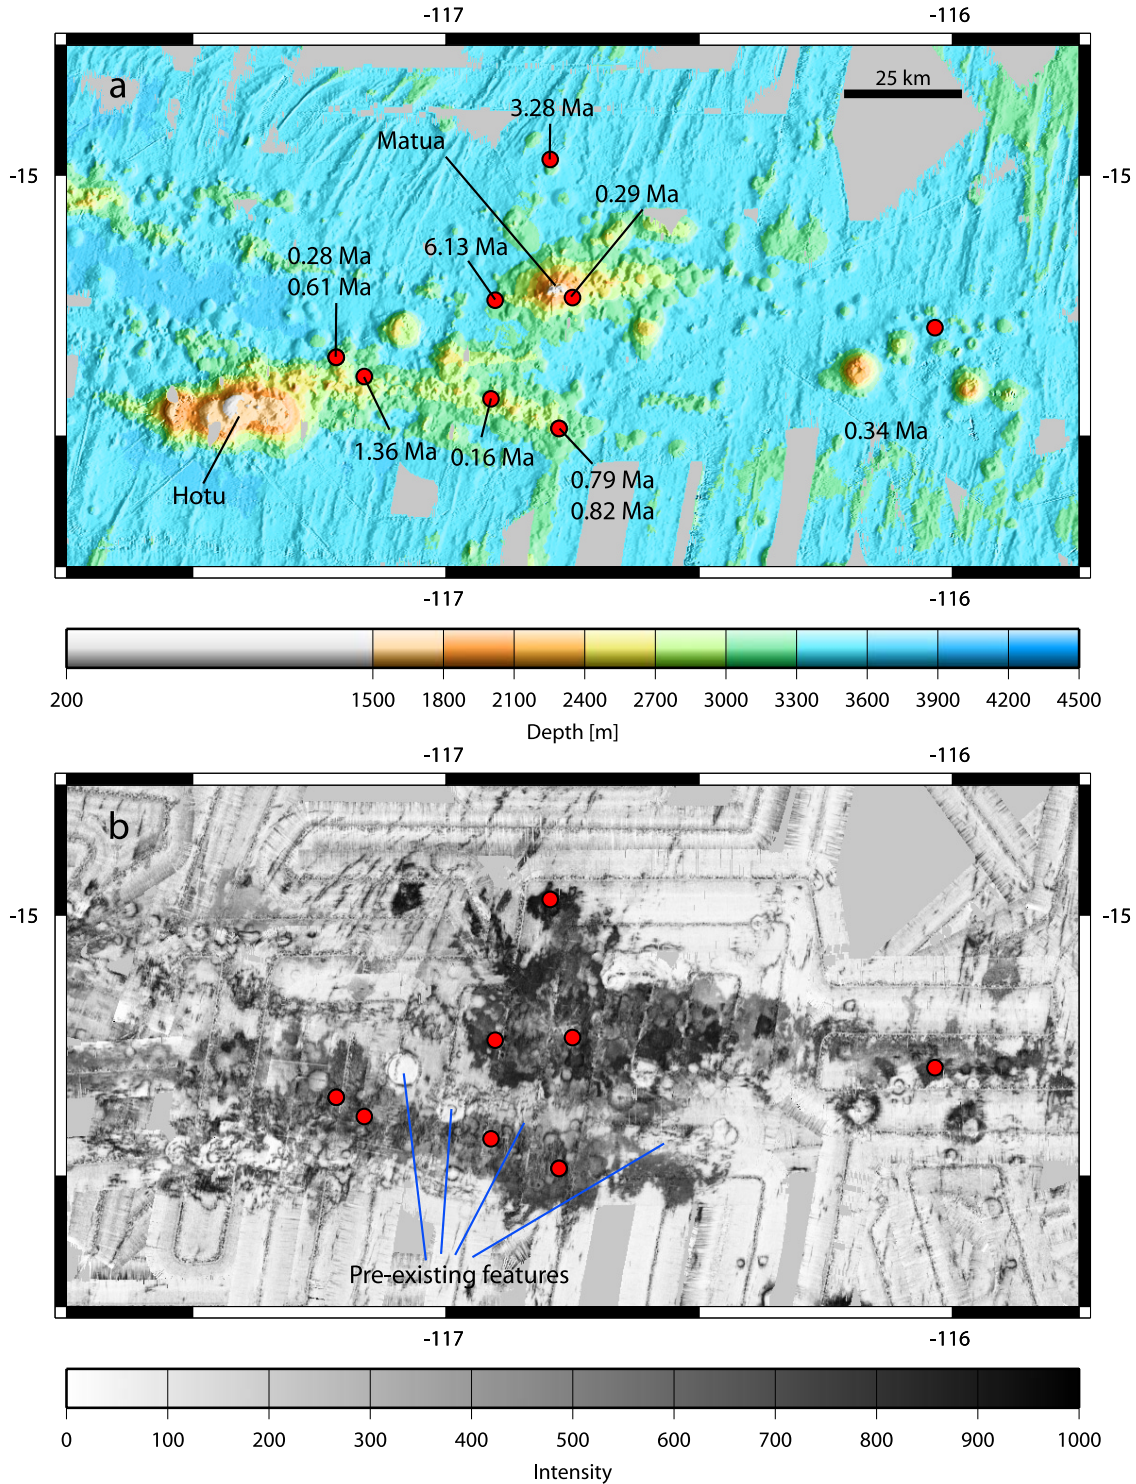 -117 -116
a
25 km
3.28 Ma
Matua
-15 -15
0.29 Ma
6.13 Ma
0.28 Ma
0.61 Ma
0.34 Ma
1.36 Ma
0.16 Ma
0.79 Ma
Hotu
0.82 Ma
-117 -116
200 1500 1800 2100 2400 2700 3000 3300 3600 3900 4200 4500
Depth [m]
-117 -116
b
-15 -15
Pre-existing features
-117 -116
0 100 200 300 400 500 600 700 800 900 1000
Intensity